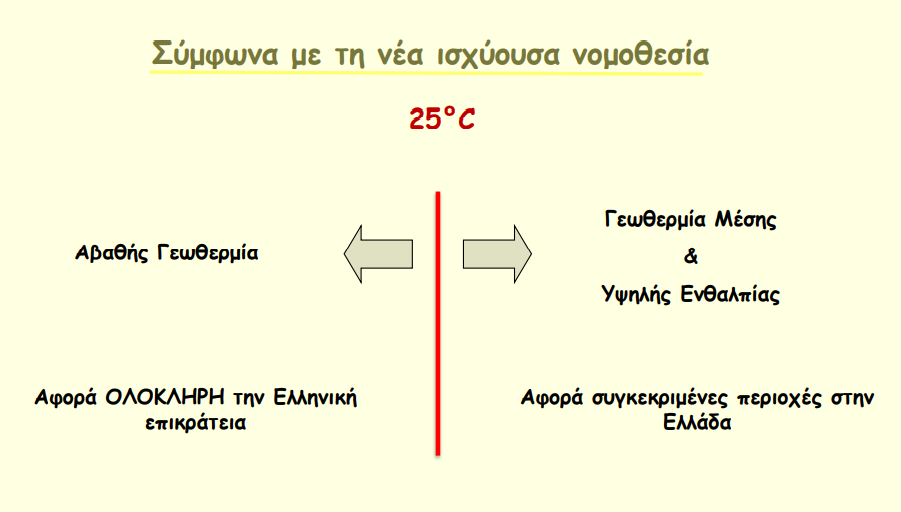 Σύμφωνα με τη νέα ισχύουσα νομοθεσία
25°C
Αβαθής Γεωθερμία
Γεωθερμία Μέσης
&
Υψηλής Ενθαλπίας
Αφορά ΟΛΟΚΛΗΡΗ την Ελληνική
επικράτεια
Αφορά συγκεκριμένες περιοχές στην
Ελλάδα